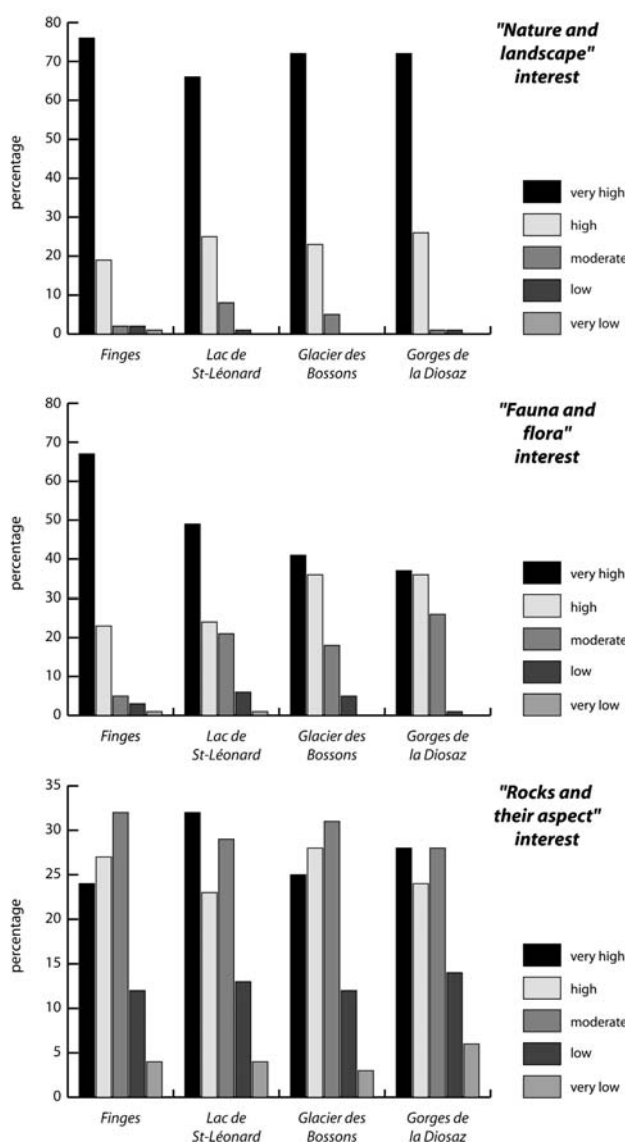 "Nature and
landscape"
interest
percentage
80
70
60
50
40
30
20
10
0
very high
high
moderate
low
very low
Finges
Lac de
St-Léonard
Glacier des
Bossons
Gorges de
la Diosaz
"Fauna and
flora"
interest
percentage
80
70
60
50
40
30
20
10
0
very high
high
moderate
low
very low
Finges
Lac de
St-Léonard
Glacier des
Bossons
Gorges de
la Diosaz
"Rocks and
their aspect"
interest
percentage
35
30
25
20
15
10
5
0
very high
high
moderate
low
very low
Finges
Lac de
St-Léonard
Glacier des
Bossons
Gorges de
la Diosaz